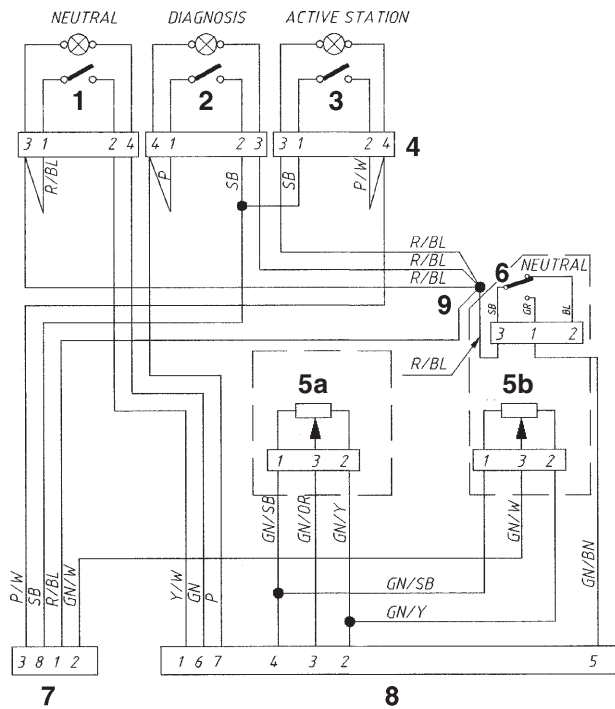 NEUTRAL DIAGNOSIS ACTIVE STATION
1 2 3
3 1 2 4 4 1 2 3 3 1 2 4 4
R/BL P SB SB P/W
R/BL
R/BL
R/BL
6 NEUTRAL
9
SB GR BL
3 1 2
R/BL
5a 5b
1 3 2 1 3 2
GN/SB GN/OR GN/Y GN/W GN/BN
P/W SB R/BL GN/W Y/W GN P
GN/SB
GN/Y
3 8 1 2 1 6 7 4 3 2 5
7 8